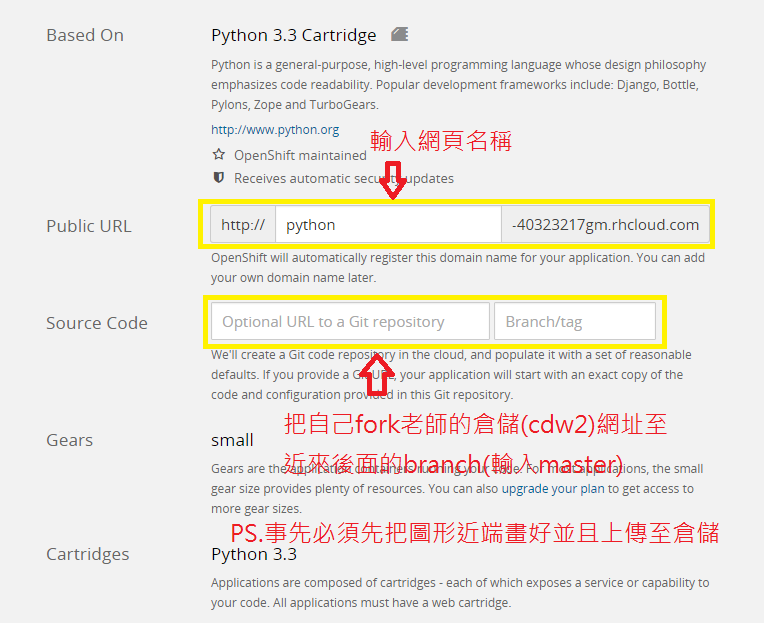 Based On
Python 3.3 Cartridge
Python is a general-purpose, high-level programming language whose design philosophy
emphasizes code readability. Popular development frameworks include: Django, Bottle,
Pylons, Zope and TurboGears.
http://www.python.org
輸入網頁名稱
OpenShift maintained
Receives automatic security updates
Public URL
http:// python -40323217gm.rhcloud.com
OpenShift will automatically register this domain name for your application. You can add
your own domain name later.
Source Code
Optional URL to a Git repository Branch/tag
We'll create a Git code repository in the cloud, and populate it with a set of reasonable
defaults. If you provide a Git URL, your application will start with an exact copy of the
code and configuration provided in this Git repository.
把自己fork老師的倉儲(cdw2)網址至
Gears
small
近來後面的branch(輸入master)
Gears are the application containers running your code. For most applications, the small
gear size provides plenty of resources. You can also upgrade your plan to get access to
more gear sizes.
PS.事先必須先把圖形近端畫好並且上傳至倉儲
Cartridges
Python 3.3
Applications are composed of cartridges - each of which exposes a service or capability to
your code. All applications must have a web cartridge.